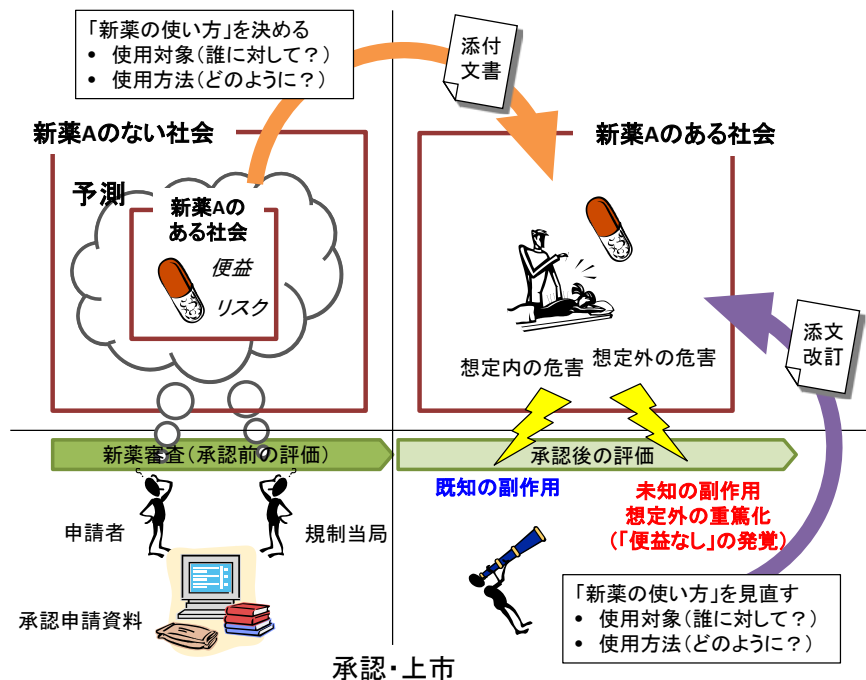 「新薬の使い方」を決める
• 使用対象(誰に対して?)
• 使用方法(どのように?)
添付
文書
新薬Aのない社会
新薬Aのある社会
予測
新薬Aの
ある社会
便益
リスク
想定内の危害
想定外の危害
添文
改訂
新薬審査(承認前の評価)
承認後の評価
既知の副作用
未知の副作用
想定外の重篤化
(「便益なし」の発覚)
申請者
規制当局
承認申請資料
「新薬の使い方」を見直す
• 使用対象(誰に対して?)
• 使用方法(どのように?)
承認・上市